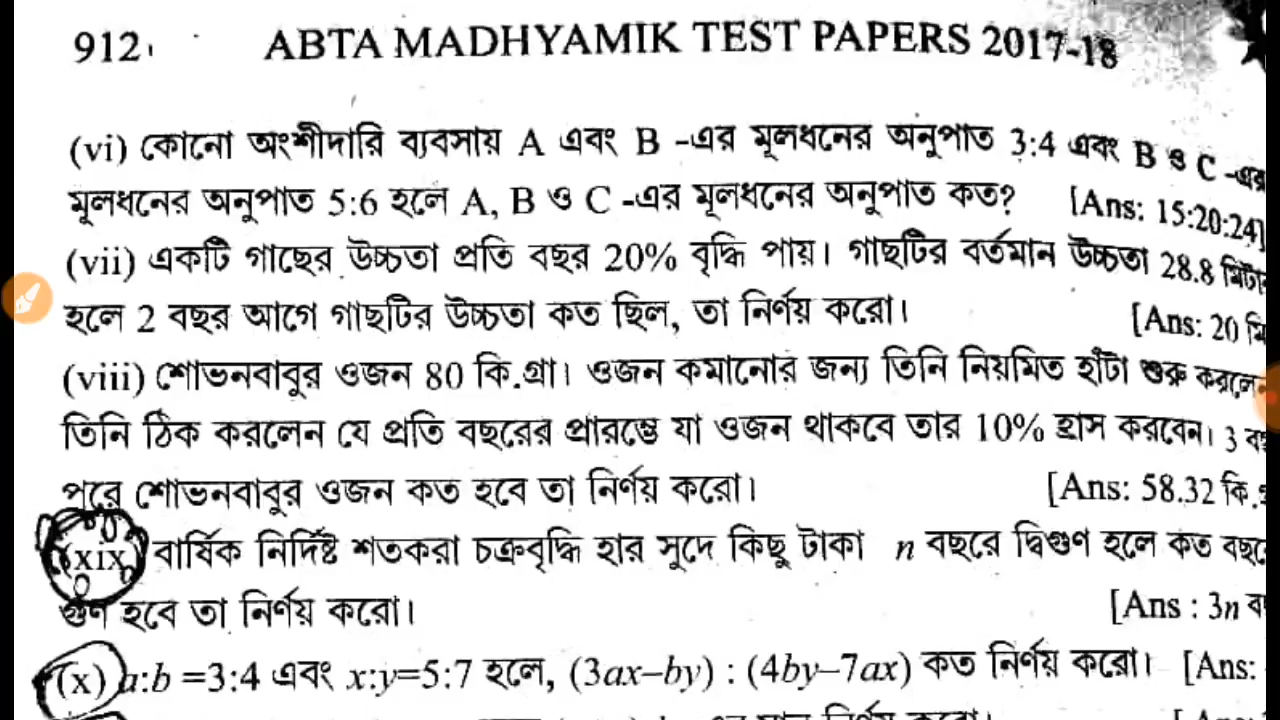 912 ABTA MADHYAMIK TEST PAPERS 2017-18
(vi) কোনো অংশীদারি ব্যবসায় A এবং B -এর মূলধনের অনুপাত 3:4 এবং B ও C -এর
মূলধনের অনুপাত 5:6 হলে A, B ও C -এর মূলধনের অনুপাত কত? [Ans: 15:20:24]
(vii) একটি গাছের উচ্চতা প্রতি বছর 20% বৃদ্ধি পায়। গাছটির বর্তমান উচ্চতা 28.8 মিটা
হলে 2 বছর আগে গাছটির উচ্চতা কত ছিল, তা নির্ণয় করো। [Ans: 20 মি
(viii) শোভনবাবুর ওজন 80 কি.গ্রা। ওজন কমানোর জন্য তিনি নিয়মিত হাঁটা শুরু করলেন
তিনি ঠিক করলেন যে প্রতি বছরের প্রারম্ভে যা ওজন থাকবে তার 10% হ্রাস করবেন। 3 ব
পরে শোভনবাবুর ওজন কত হবে তা নির্ণয় করো। [Ans: 58.32 কি.
(xix) বার্ষিক নির্দিষ্ট শতকরা চক্রবৃদ্ধি হার সুদে কিছু টাকা n বছরে দ্বিগুণ হলে কত বছ
গুণ হবে তা নির্ণয় করো। [Ans : 3n ব
(x) a:b =3:4 এবং x:y=5:7 হলে, (3ax–by) : (4by–7ax) কত নির্ণয় করো। [Ans: